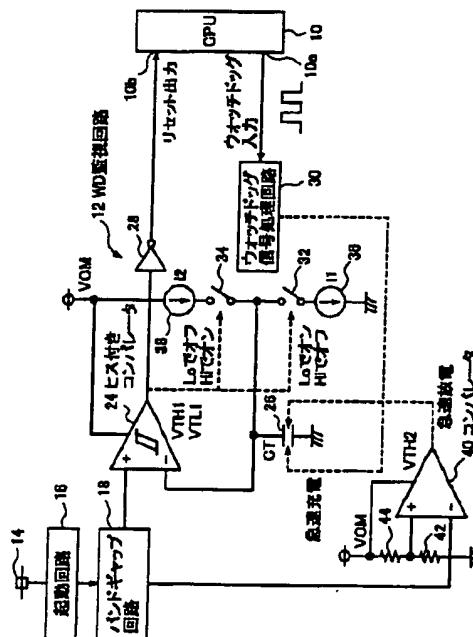 12 WD監視回路
10b
CPU
10
10a
リセット出力
ウォッチドッグ
入力
ウォッチドッグ
信号処理回路
30
28
VOM
24 ヒス付き
コンパレータ
+
-
VTH1
VTL1
38
I2
34
Loでオフ
Hiでオン
32
Loでオン
Hiでオフ
I1
36
26
CT
急速充電
急速放電
14
16
起動回路
18
バンドギャップ
回路
VOM
44
42
VTH2
+
-
40 コンパレータ